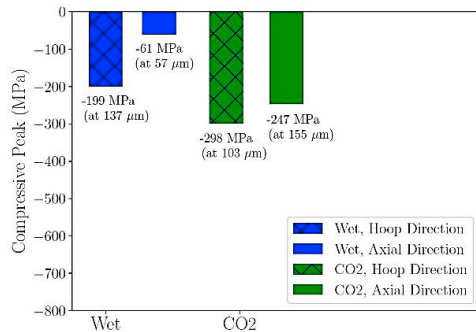 Compressive Peak (MPa)
0
−100
−200
−300
−400
−500
−600
−700
−800
-61 MPa
(at 57 μm)
-199 MPa
(at 137 μm)
-298 MPa
(at 103 μm)
-247 MPa
(at 155 μm)
Wet, Hoop Direction
Wet, Axial Direction
CO2, Hoop Direction
CO2, Axial Direction
Wet
CO2